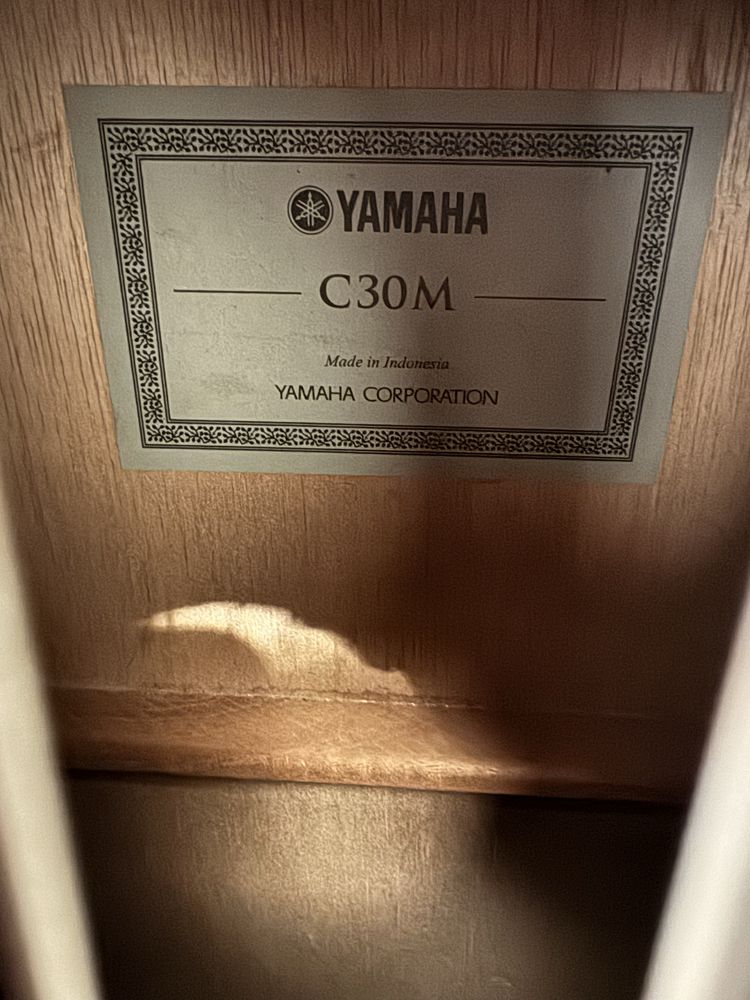 YAMAHA
C30M
Made in Indonesia
YAMAHA CORPORATION